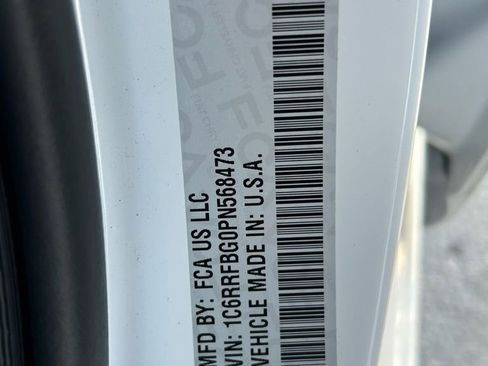 MFD BY: FCA US LLC
VIN: 1C6RRFBG0PN568473
VEHICLE MADE IN: U.S.A.